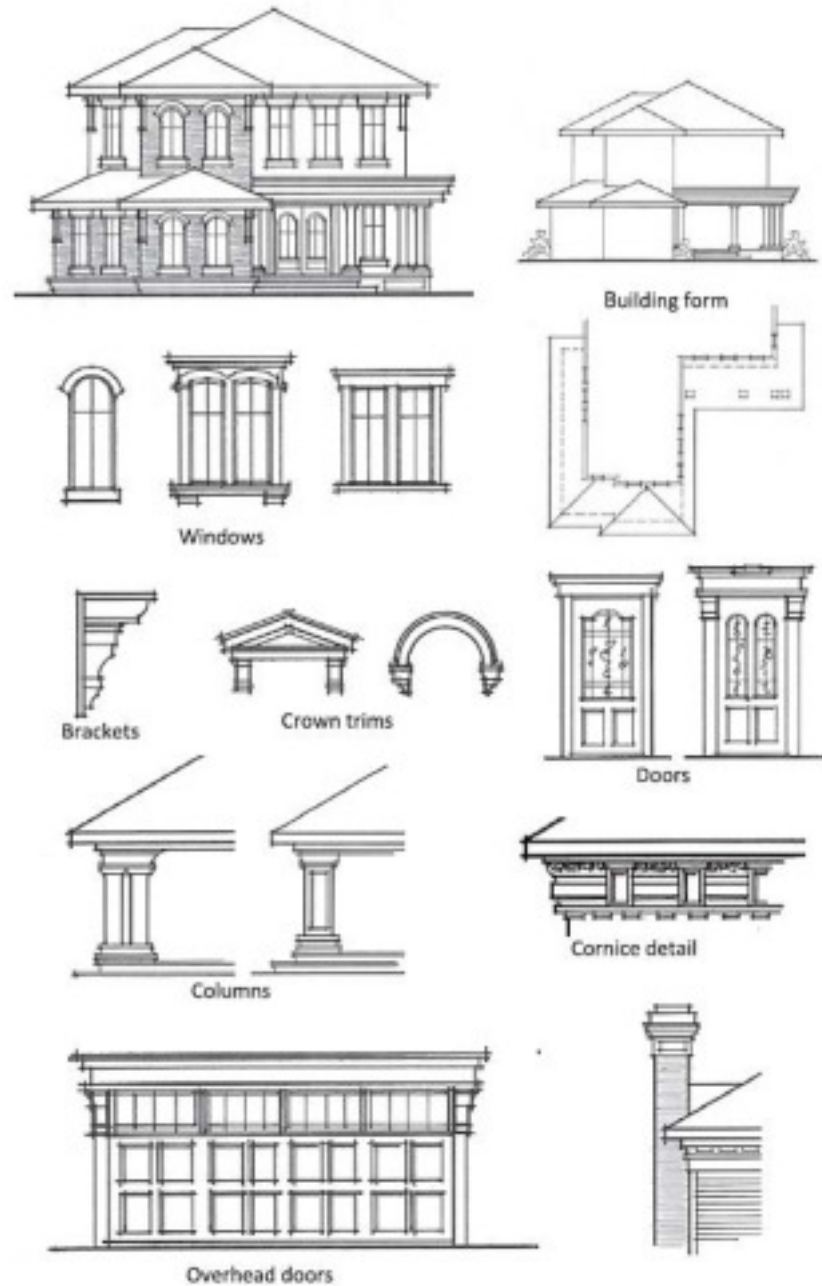 Building form
Windows
Brackets
Crown trims
Doors
Columns
Cornice detail
Overhead doors